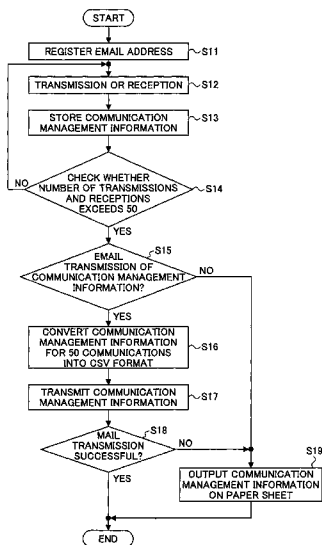 START
REGISTER EMAIL ADDRESS
S11
TRANSMISSION OR RECEPTION
S12
STORE COMMUNICATION
MANAGEMENT INFORMATION
S13
CHECK WHETHER
NUMBER OF TRANSMISSIONS
AND RECEPTIONS
EXCEEDS 50
S14
NO
YES
EMAIL
TRANSMISSION OF
COMMUNICATION MANAGEMENT
INFORMATION?
S15
NO
YES
CONVERT COMMUNICATION
MANAGEMENT INFORMATION
FOR 50 COMMUNICATIONS
INTO CSV FORMAT
S16
TRANSMIT COMMUNICATION
MANAGEMENT INFORMATION
S17
MAIL
TRANSMISSION
SUCCESSFUL?
S18
NO
YES
S19
OUTPUT COMMUNICATION
MANAGEMENT INFORMATION
ON PAPER SHEET
END